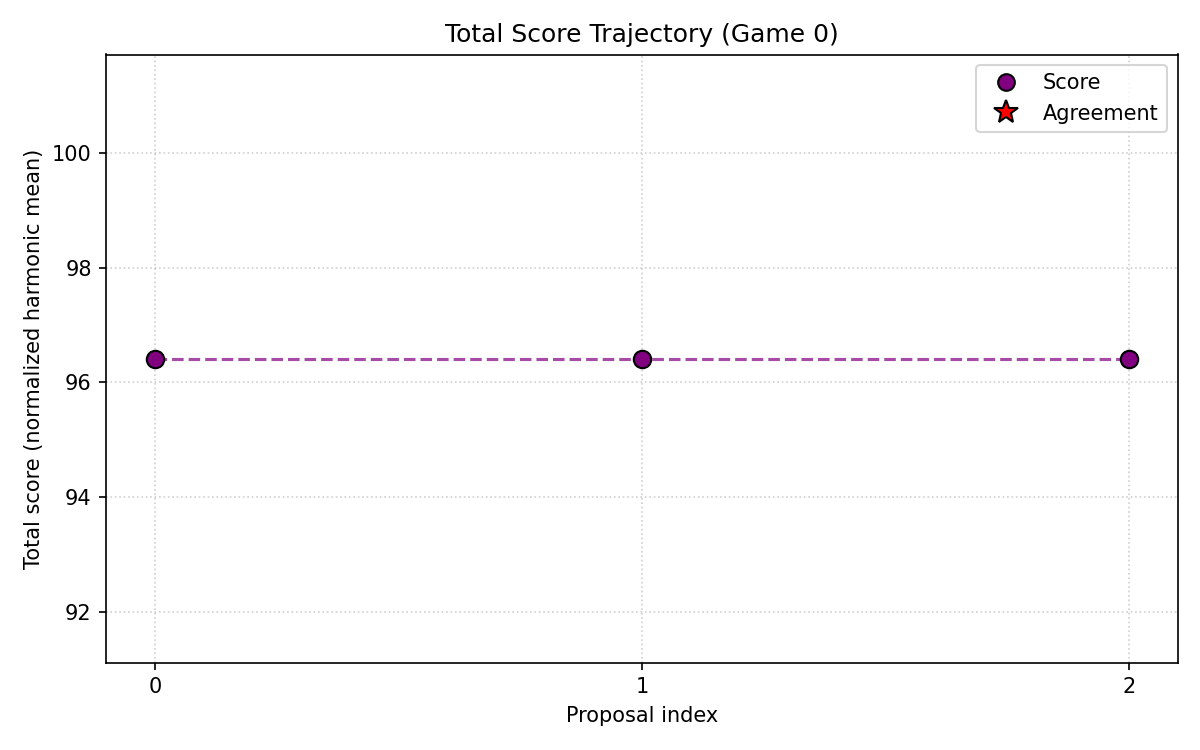 Total Score Trajectory (Game 0)
Score
Agreement
Total score (normalized harmonic mean)
100
98
96
94
92
0
1
2
Proposal index